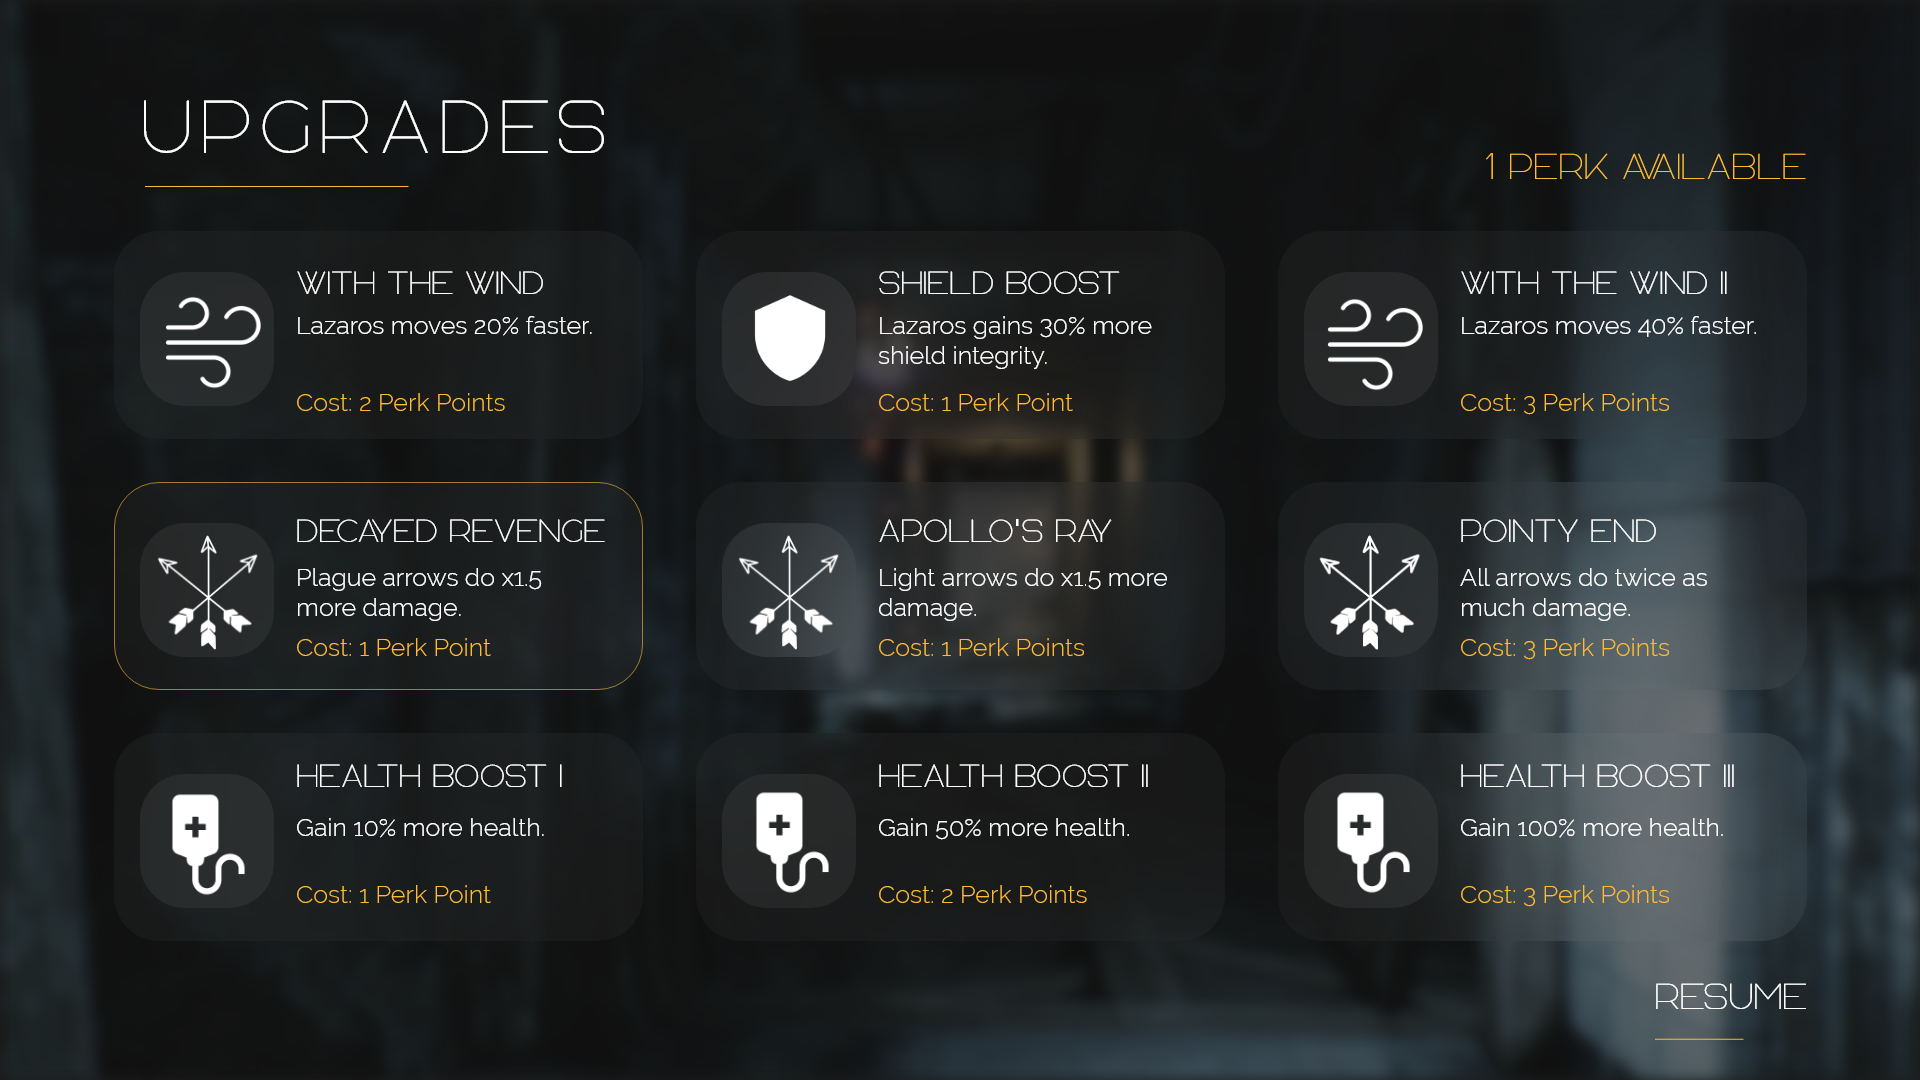 UPGRADES
1 PERK AVAILABLE
WITH THE WIND
Lazaros moves 20% faster.
Cost: 2 Perk Points
SHIELD BOOST
Lazaros gains 30% more
shield integrity.
Cost: 1 Perk Point
WITH THE WIND II
Lazaros moves 40% faster.
Cost: 3 Perk Points
DECAYED REVENGE
Plague arrows do x1.5
more damage.
Cost: 1 Perk Point
APOLLO'S RAY
Light arrows do x1.5 more
damage.
Cost: 1 Perk Points
POINTY END
All arrows do twice as
much damage.
Cost: 3 Perk Points
HEALTH BOOST I
Gain 10% more health.
Cost: 1 Perk Point
HEALTH BOOST II
Gain 50% more health.
Cost: 2 Perk Points
HEALTH BOOST III
Gain 100% more health.
Cost: 3 Perk Points
RESUME